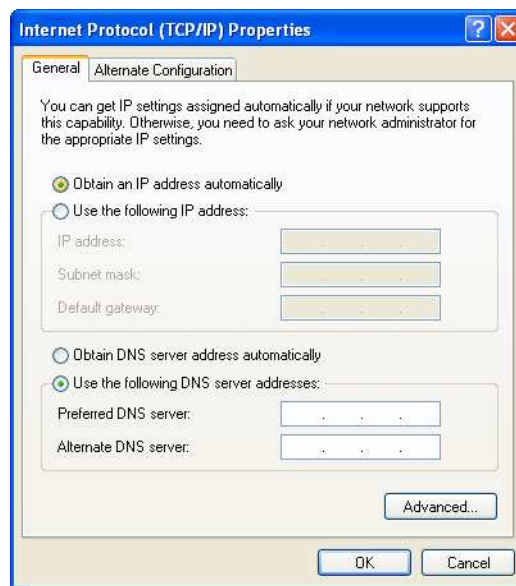 Internet Protocol (TCP/IP) Properties
General
Alternate Configuration
You can get IP settings assigned automatically if your network supports
this capability. Otherwise, you need to ask your network administrator for
the appropriate IP settings.
Obtain an IP address automatically
Use the following IP address:
IP address:
Subnet mask:
Default gateway:
Obtain DNS server address automatically
Use the following DNS server addresses:
Preferred DNS server:
Alternate DNS server:
Advanced...
OK
Cancel